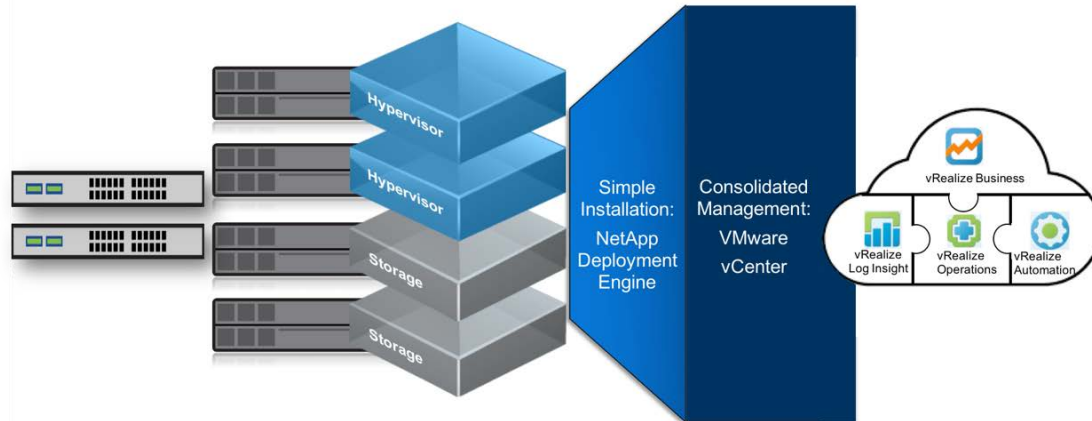 Hypervisor
Hypervisor
Storage
Storage
Simple
Installation:
NetApp
Deployment
Engine
Consolidated
Management:
VMware
vCenter
vRealize Business
vRealize
Log Insight
vRealize
Operations
vRealize
Automation